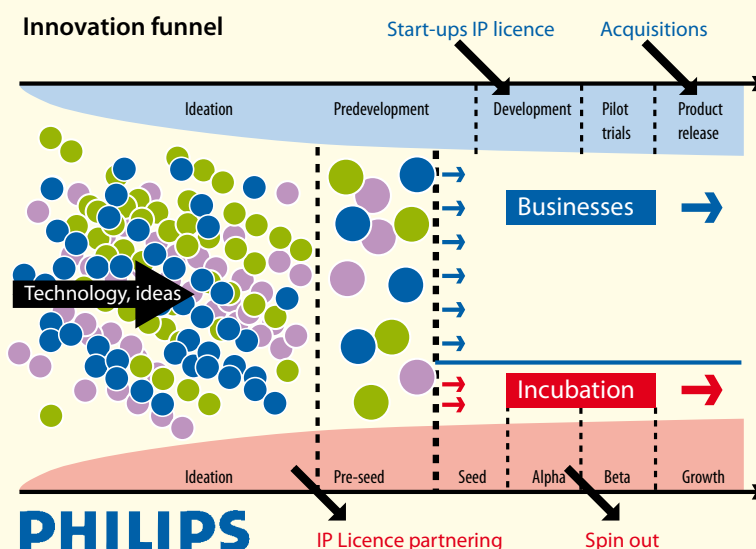 Innovation funnel
Start-ups IP licence
Acquisitions
Ideation
Predevelopment
Development
Pilot
trials
Product
release
Businesses
Technology, ideas
Incubation
Ideation
Pre-seed
Seed
Alpha
Beta
Growth
PHILIPS
IP Licence partnering
Spin out